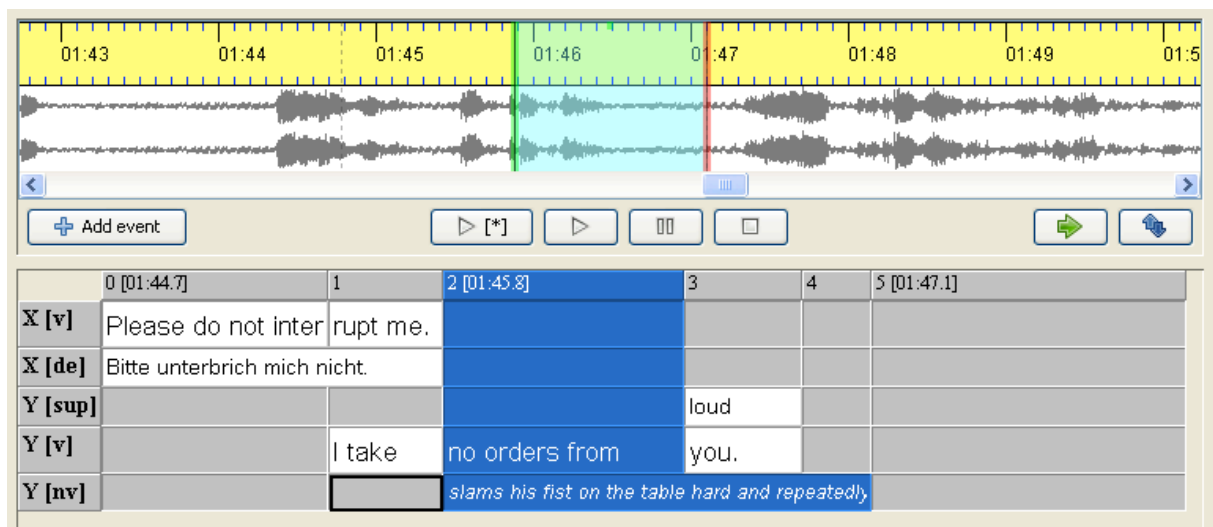 01:43 01:44 01:45 01:46 01:47 01:48 01:49 01:5
Add event [*]
0 [01:44.7] 1 2 [01:45.8] 3 4 5 [01:47.1]
X [v] Please do not inter rupt me.
X [de] Bitte unterbrich mich nicht.
Y [sup] loud
Y [v] I take no orders from you.
Y [nv] slams his fist on the table hard and repeatedly